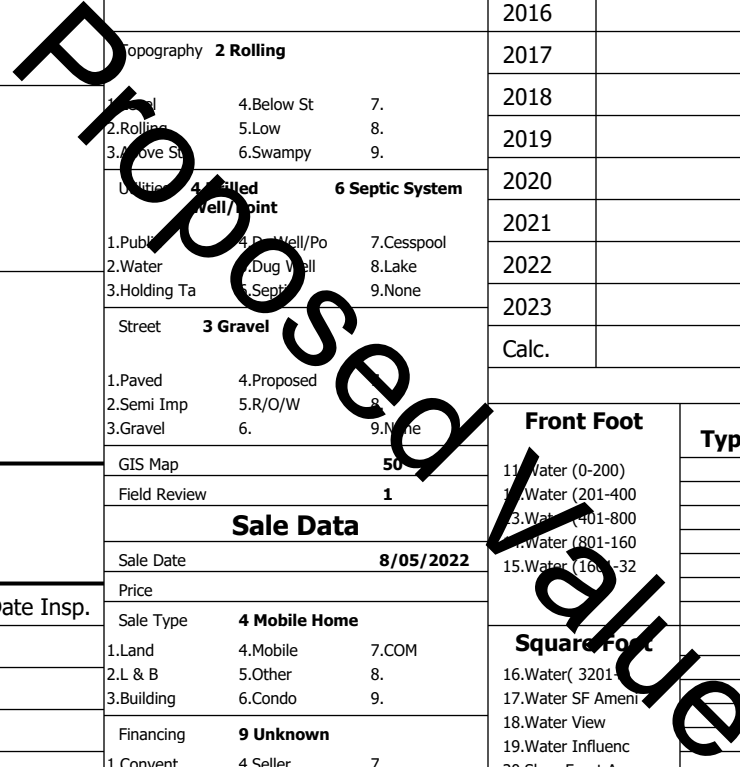 2016
Topography 2 Rolling
2017
2018
4.Below St 7.
2.Rolling 5.Low 8.
2019
3.Above St 6.Swampy 9.
2020
Utilities 4 Drilled 6 Septic System
Well/Point
2021
1.Publ 4.Dr Well/Po 7.Cesspool
2022
2.Water 5.Dug Well 8.Lake
3.Holding Ta 6.Septi 9.None
2023
Street 3 Gravel
Calc.
1.Paved 4.Proposed
2.Semi Imp 5.R/O/W 8.
3.Gravel 6. 9.None
Front Foot
Typ
GIS Map 50
11.Water (0-200)
Field Review 1
12.Water (201-400
Sale Data
13.Water (401-800
14.Water (801-160
Sale Date 8/05/2022
15.Water (1601-32
Price
ate Insp.
Sale Type 4 Mobile Home
1.Land 4.Mobile 7.COM
Square Foot
2.L & B 5.Other 8.
16.Water( 3201-
3.Building 6.Condo 9.
17.Water SF Ameni
18.Water View
Financing 9 Unknown
19.Water Influenc
1.Convent 4.Seller 7.
Proposed Value